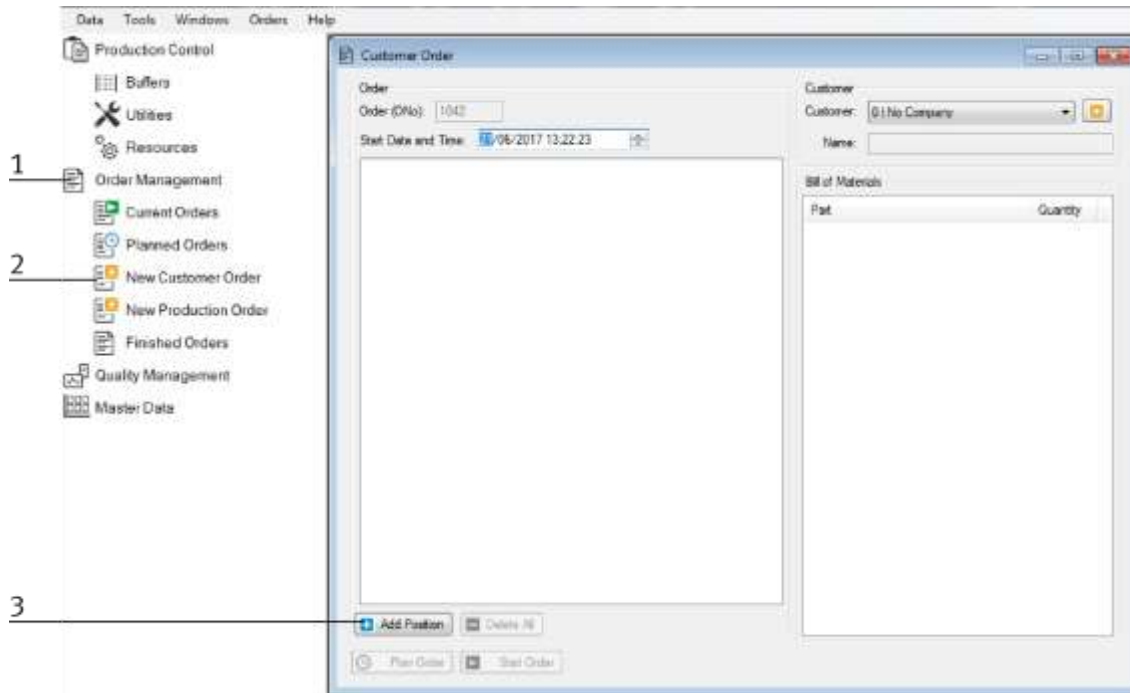 Data Tools Windows Orders Help
Production Control
Buffers
Utilities
Resources
1
Order Management
Current Orders
Planned Orders
2
New Customer Order
New Production Order
Finished Orders
Quality Management
Master Data
Customer Order
Order
Order (ONo): 1042
Start Date and Time: /06/2017 13:22:23
Customer
Customer: 0 | No Company
Name:
Bill of Materials
Part Quantity
3
Add Position Delete All
Plan Order Start Order